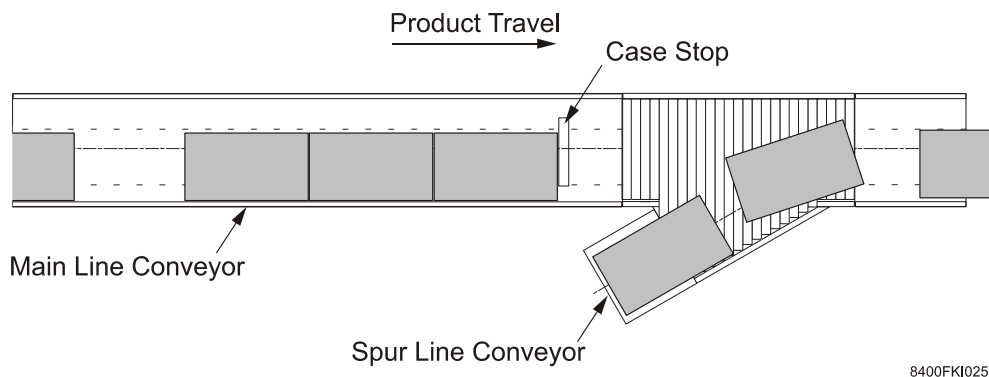 Product Travel
Case Stop
Main Line Conveyor
Spur Line Conveyor
8400FKI025